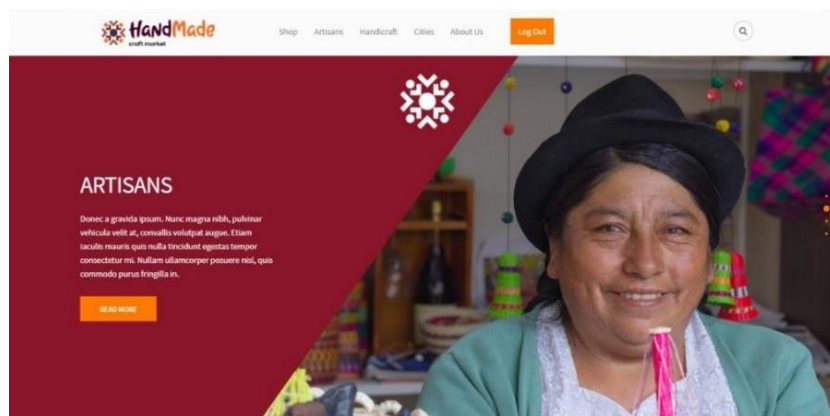 HandMade
craft market
Shop Artisans Handicraft Cities About Us Log Out
ARTISANS
Donec a gravida ipsum. Nunc magna nibh, pulvinar
vehicula velit at, convallis volutpat augue. Etiam
iaculis mauris quis nulla tincidunt egestas tempor
consectetur mi. Nullam ullamcorper posuere nisl, quis
commodo purus fringilla in.
READ MORE